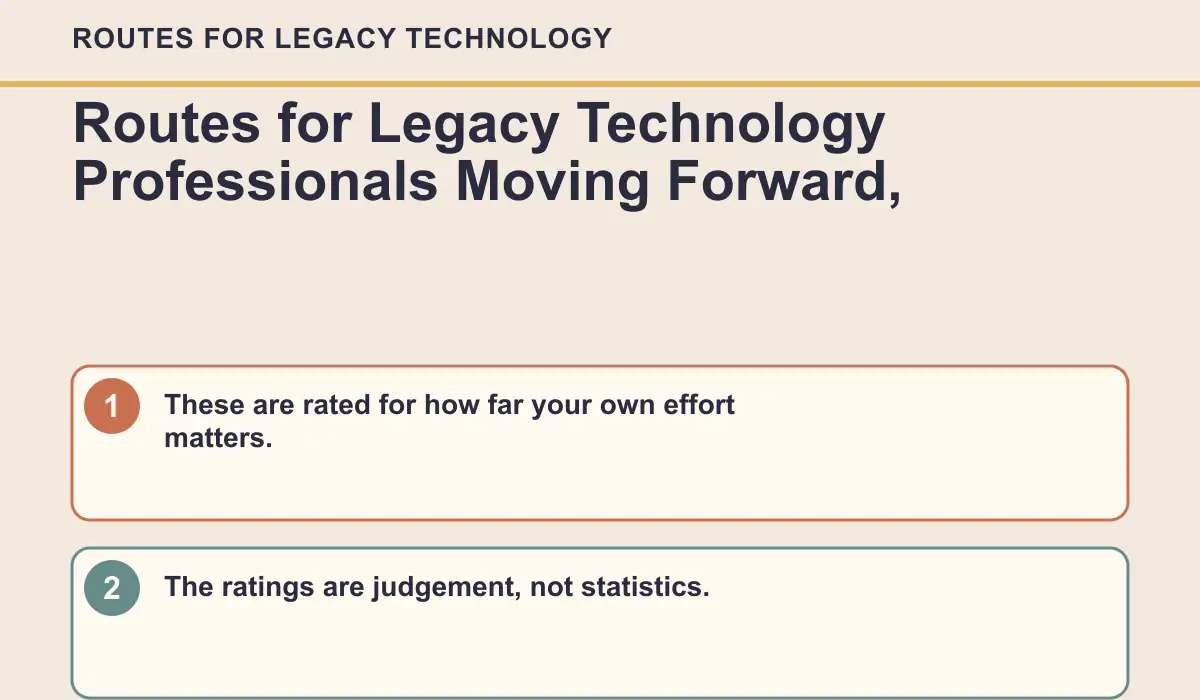 ROUTES FOR LEGACY TECHNOLOGY
Routes for Legacy Technology
Professionals Moving Forward,
1
These are rated for how far your own effort
matters.
2
The ratings are judgement, not statistics.